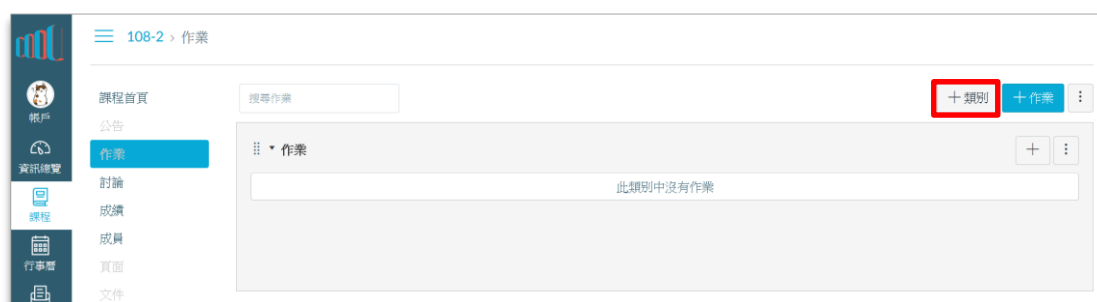 COOL
108-2 › 作業
帳戶
資訊總覽
課程
行事曆
課程首頁
公告
作業
討論
成績
成員
頁面
文件
搜尋作業
＋類別
＋作業
作業
此類別中沒有作業